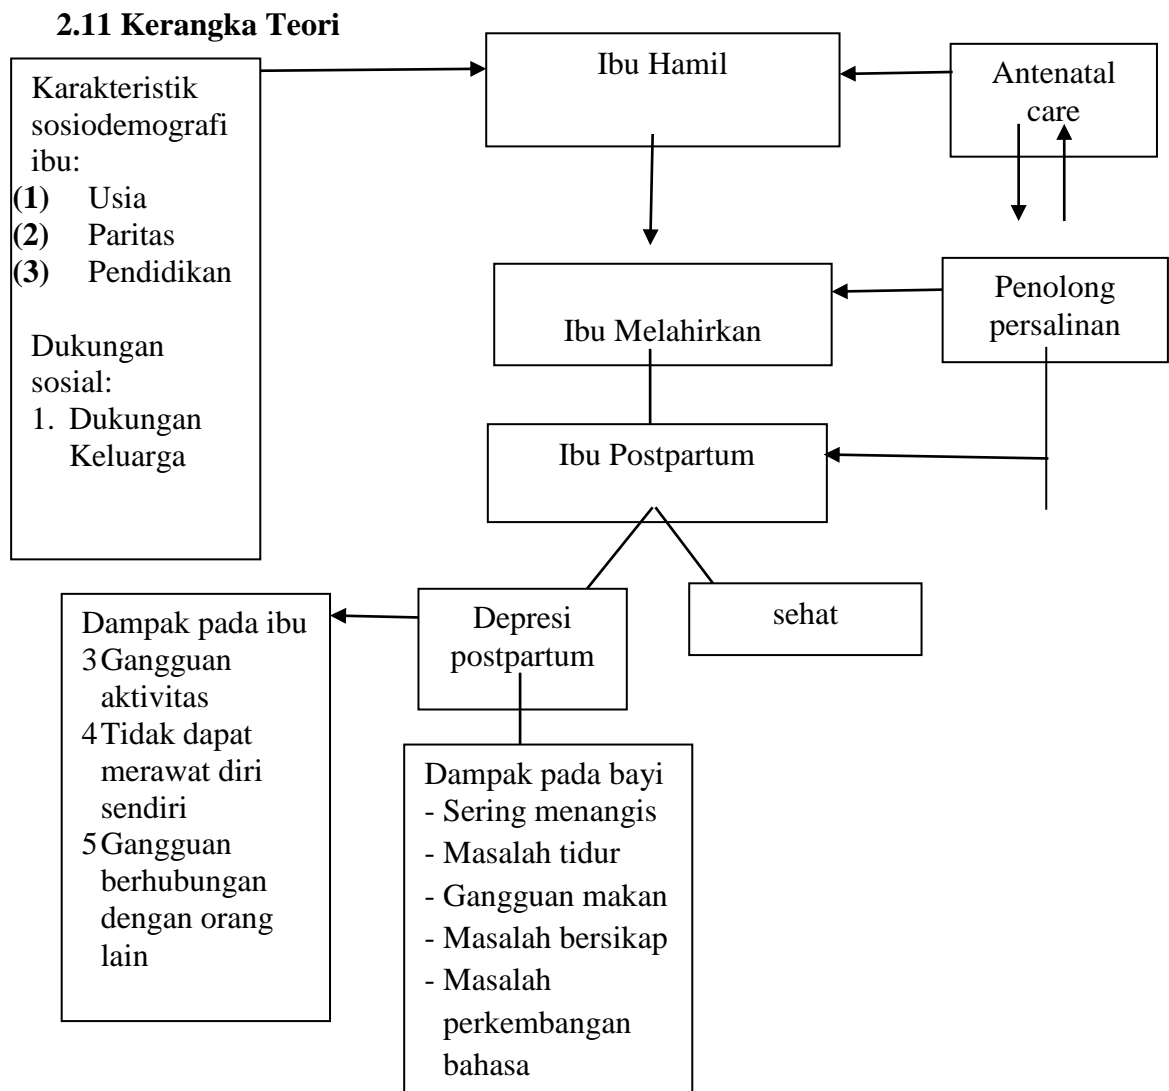 2.11 Kerangka Teori
Karakteristik
sosiodemografi
ibu:
(1) Usia
(2) Paritas
(3) Pendidikan
Dukungan
sosial:
1. Dukungan
Keluarga
Ibu Hamil
Antenatal
care
Ibu Melahirkan
Penolong
persalinan
Ibu Postpartum
Depresi
postpartum
sehat
Dampak pada ibu
3 Gangguan
aktivitas
4 Tidak dapat
merawat diri
sendiri
5 Gangguan
berhubungan
dengan orang
lain
Dampak pada bayi
- Sering menangis
- Masalah tidur
- Gangguan makan
- Masalah bersikap
- Masalah
perkembangan
bahasa